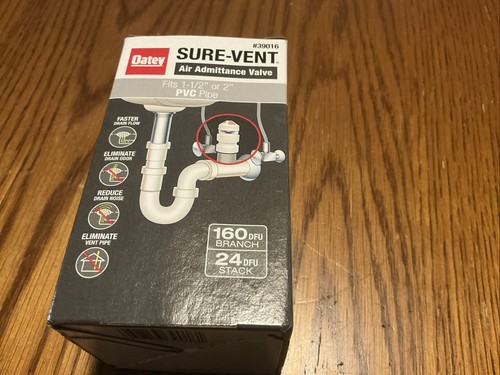 #39016
Oatey
SURE-VENT
Air Admittance Valve
Fits 1-1/2" or 2"
PVC Pipe
FASTER
DRAIN FLOW
ELIMINATE
DRAIN ODOR
REDUCE
DRAIN NOISE
ELIMINATE
VENT PIPE
160 DFU
BRANCH
24 DFU
STACK